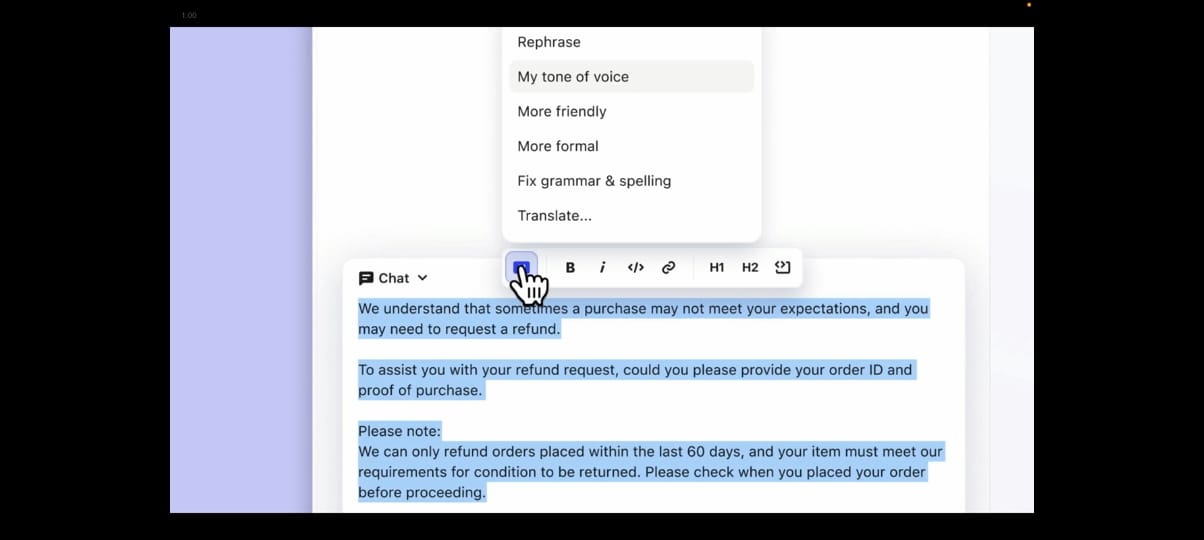 1:00
Rephrase
My tone of voice
More friendly
More formal
Fix grammar & spelling
Translate...
Chat
B i </> H1 H2
We understand that sometimes a purchase may not meet your expectations, and you
may need to request a refund.
To assist you with your refund request, could you please provide your order ID and
proof of purchase.
Please note:
We can only refund orders placed within the last 60 days, and your item must meet our
requirements for condition to be returned. Please check when you placed your order
before proceeding.